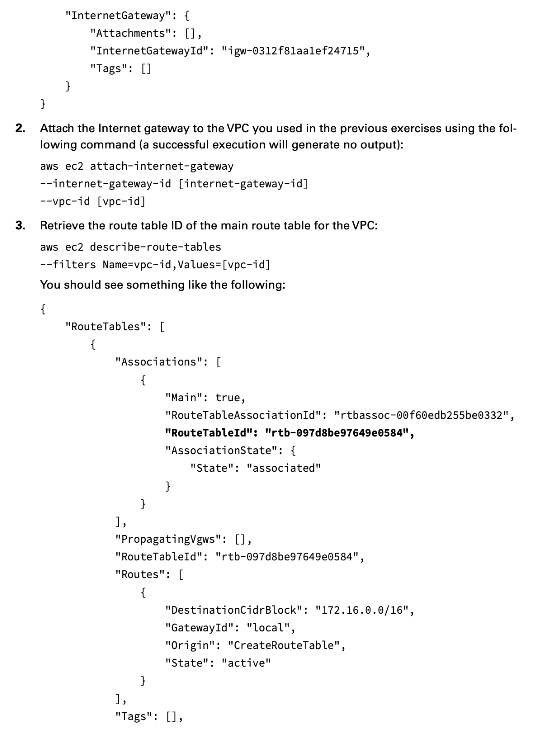 "InternetGateway": {
"Attachments": [],
"InternetGatewayId": "igw-0312f81aa1ef24715",
"Tags": []
}
}
2. Attach the Internet gateway to the VPC you used in the previous exercises using the fol-
lowing command (a successful execution will generate no output):
aws ec2 attach-internet-gateway
--internet-gateway-id [internet-gateway-id]
--vpc-id [vpc-id]
3. Retrieve the route table ID of the main route table for the VPC:
aws ec2 describe-route-tables
--filters Name=vpc-id,Values=[vpc-id]
You should see something like the following:
{
"RouteTables": [
{
"Associations": [
{
"Main": true,
"RouteTableAssociationId": "rtbassoc-00f60edb255be0332",
"RouteTableId": "rtb-097d8be97649e0584",
"AssociationState": {
"State": "associated"
}
}
],
"PropagatingVgws": [],
"RouteTableId": "rtb-097d8be97649e0584",
"Routes": [
{
"DestinationCidrBlock": "172.16.0.0/16",
"GatewayId": "local",
"Origin": "CreateRouteTable",
"State": "active"
}
],
"Tags": [],